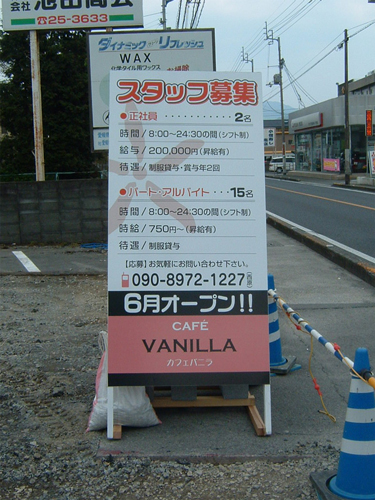 会社 池田商会
☎25-3633
ダイナミック リフレッシュ
WAX
スタッフ募集
●正社員 ・・・・・・・・・・・・ 2名
時間/8:00〜24:30の間(シフト制)
給与/200,000円(昇給有)
待遇/制服貸与・賞与年2回
●パート・アルバイト ・・・15名
時間/8:00〜24:30の間(シフト制)
時給/750円〜(昇給有)
待遇/制服貸与
【応募】お気軽にお問い合わせ下さい。
090-8972-1227
6月オープン!!
CAFÉ
VANILLA
カフェバニラ